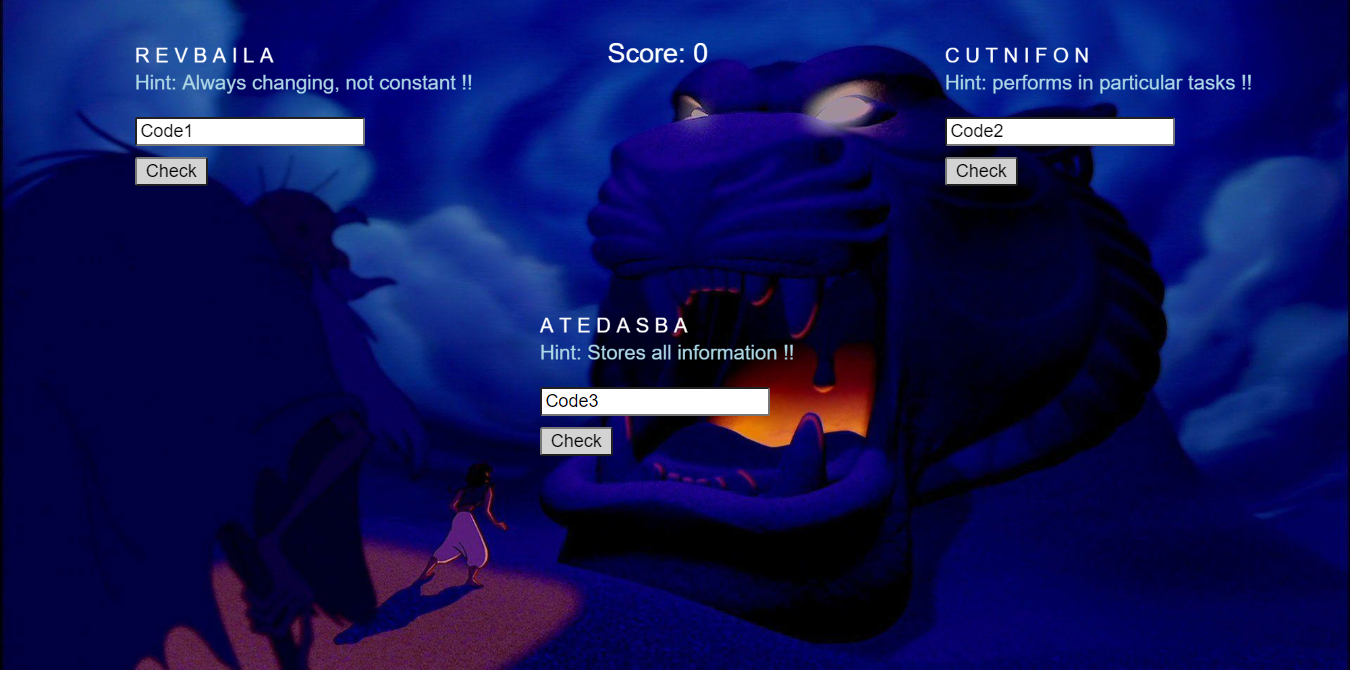 R E V B A I L A
Hint: Always changing, not constant !!
Code1
Check
Score: 0
C U T N I F O N
Hint: performs in particular tasks !!
Code2
Check
A T E D A S B A
Hint: Stores all information !!
Code3
Check